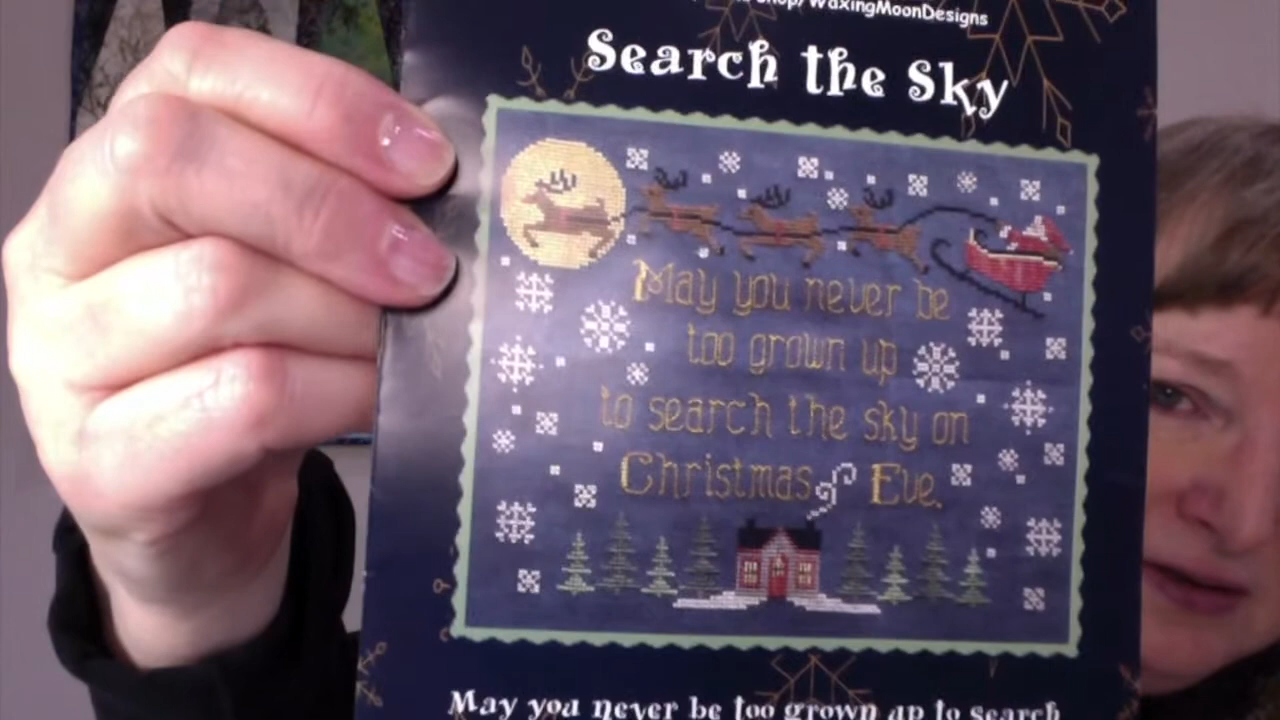 Shop/WaxingMoonDesigns
Search the Sky
May you never be
too grown up
to search the sky on
Christmas Eve.
May you never be too grown up to search